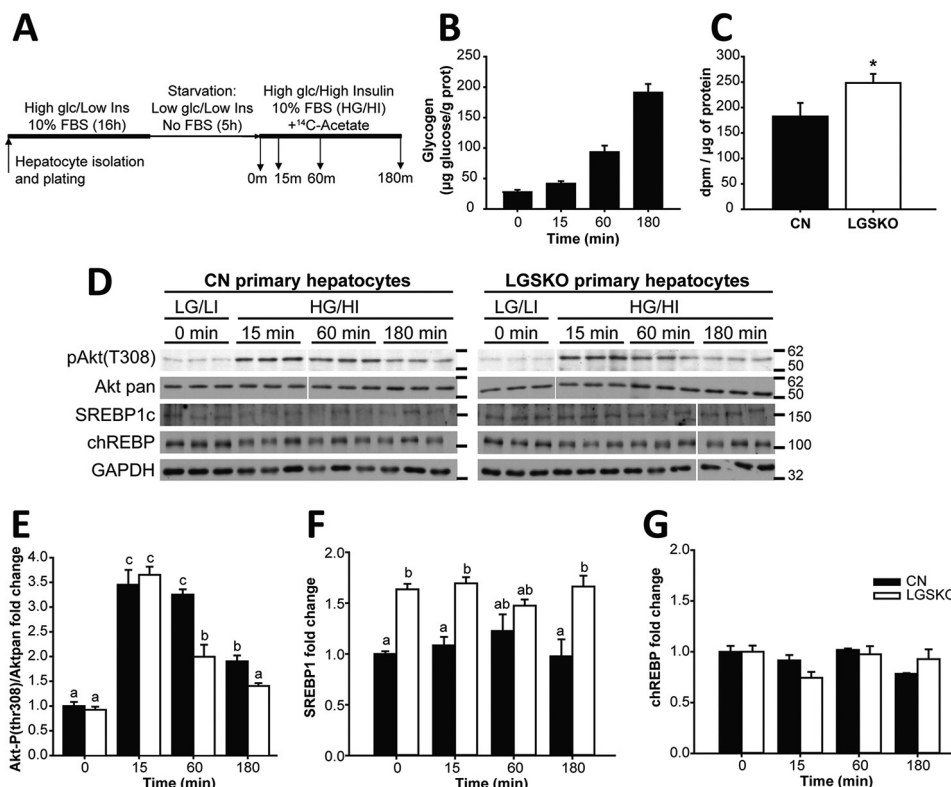 A
High glc/Low Ins
10% FBS (16h)
Starvation:
Low glc/Low Ins
No FBS (5h)
High glc/High Insulin
10% FBS (HG/HI)
+¹⁴C-Acetate
Hepatocyte isolation
and plating
0m 15m 60m 180m
B
Glycogen
(µg glucose/g prot)
250
200
150
100
50
0
0 15 60 180
Time (min)
C
dpm / µg of protein
300
250
200
150
100
50
0
*
CN LGSKO
D
CN primary hepatocytes LGSKO primary hepatocytes
LG/LI HG/HI LG/LI HG/HI
0 min 15 min 60 min 180 min 0 min 15 min 60 min 180 min
pAkt(T308) 62
50
Akt pan 62
50
SREBP1c 150
chREBP 100
GAPDH 32
E
Akt-P(thr308)/Aktpan fold change
4.0
3.5
3.0
2.5
2.0
1.5
1.0
0.5
0.0
a a c c c b b a
0 15 60 180
Time (min)
F
SREBP1 fold change
2.0
1.5
1.0
0.5
0.0
a b a b ab ab a b
0 15 60 180
Time (min)
G
chREBP fold change
2.0
1.5
1.0
0.5
0.0
CN
LGSKO
0 15 60 180
Time (min)